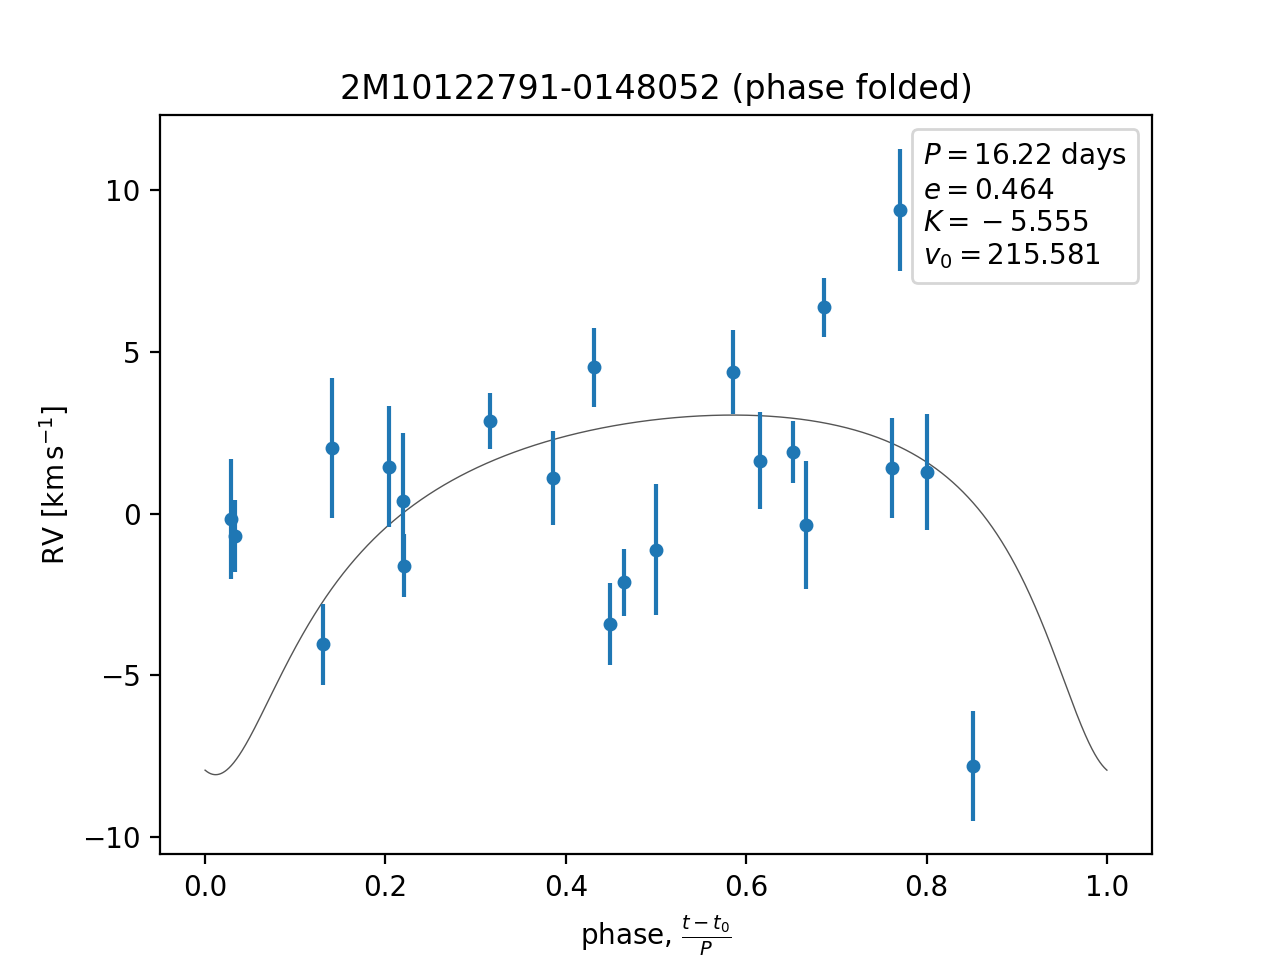 2M10122791-0148052 (phase folded)
P = 16.22 days
e = 0.464
K = −5.555
v₀ = 215.581
10
5
0
−5
−10
RV [km s⁻¹]
0.0 0.2 0.4 0.6 0.8 1.0
phase, (t − t₀)/P